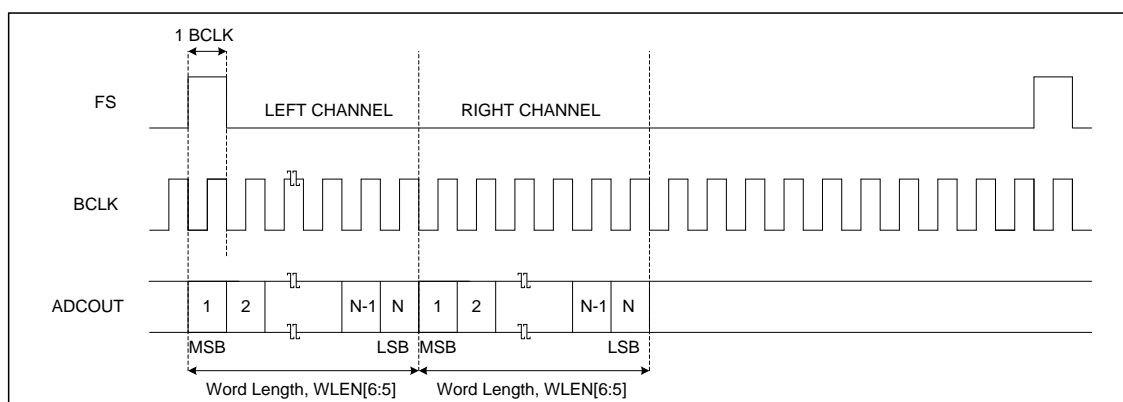 1 BCLK
FS
LEFT CHANNEL RIGHT CHANNEL
BCLK
ADCOUT
1 2 N-1 N 1 2 N-1 N
MSB LSB MSB LSB
Word Length, WLEN[6:5] Word Length, WLEN[6:5]